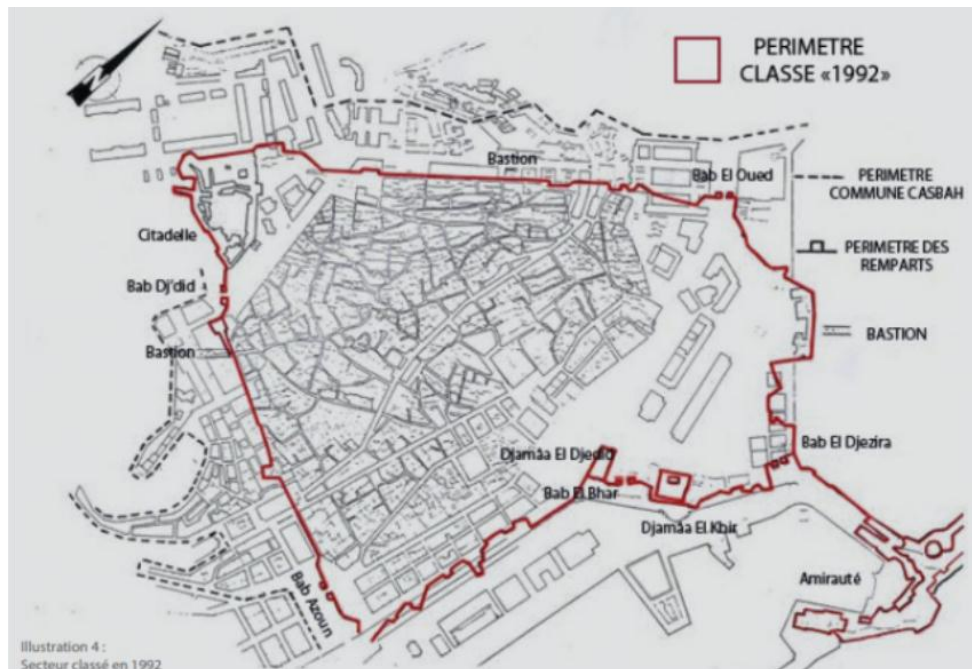 PERIMETRE
CLASSE «1992»
Bastion
Bab El Oued
PERIMETRE
COMMUNE CASBAH
Citadelle
PERIMETRE DES
REMPARTS
Bab Dj'did
BASTION
Bastion
Bab El Djezira
Djamâa El Djedid
Bab El Bhar
Djamâa El Kbir
Amirauté
Bab Azoun
Illustration 4 :
Secteur classé en 1992